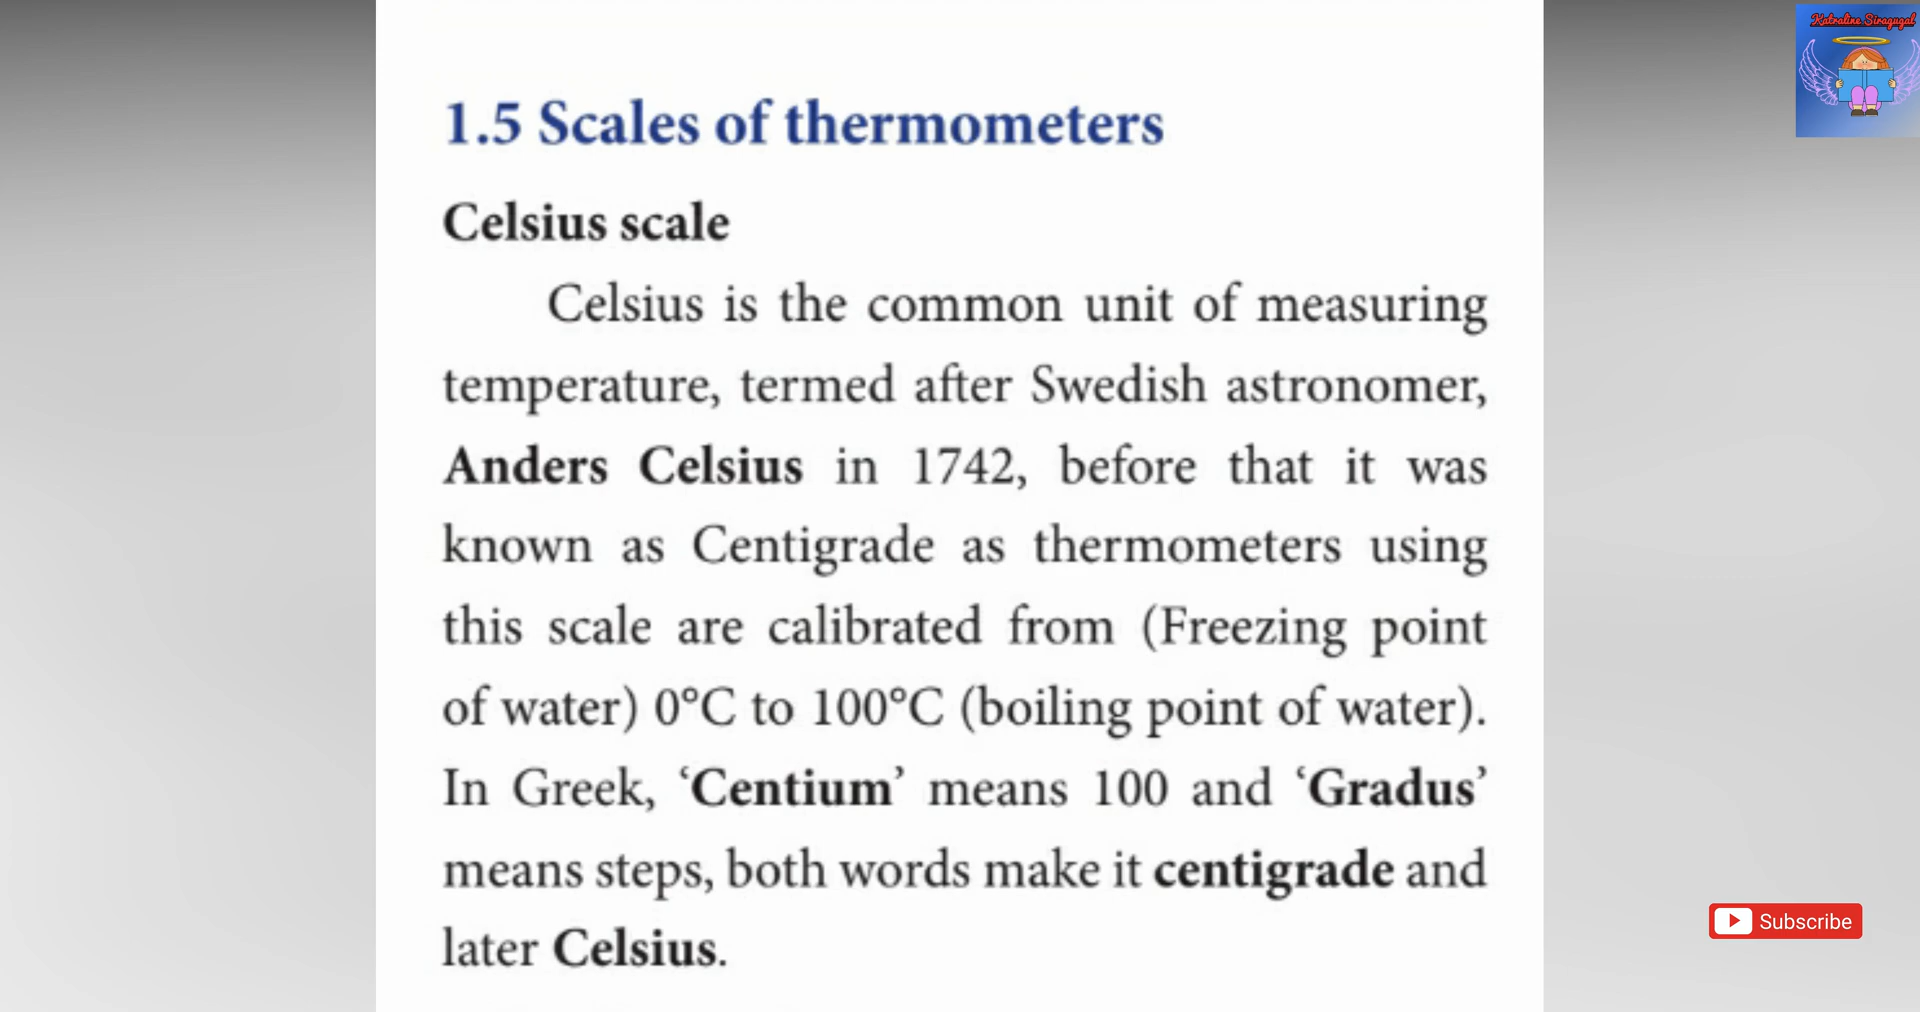 Katraline Siragugal
1.5 Scales of thermometers
Celsius scale
Celsius is the common unit of measuring
temperature, termed after Swedish astronomer,
Anders Celsius in 1742, before that it was
known as Centigrade as thermometers using
this scale are calibrated from (Freezing point
of water) 0°C to 100°C (boiling point of water).
In Greek, ‘Centium’ means 100 and ‘Gradus’
means steps, both words make it centigrade and
later Celsius.
Subscribe